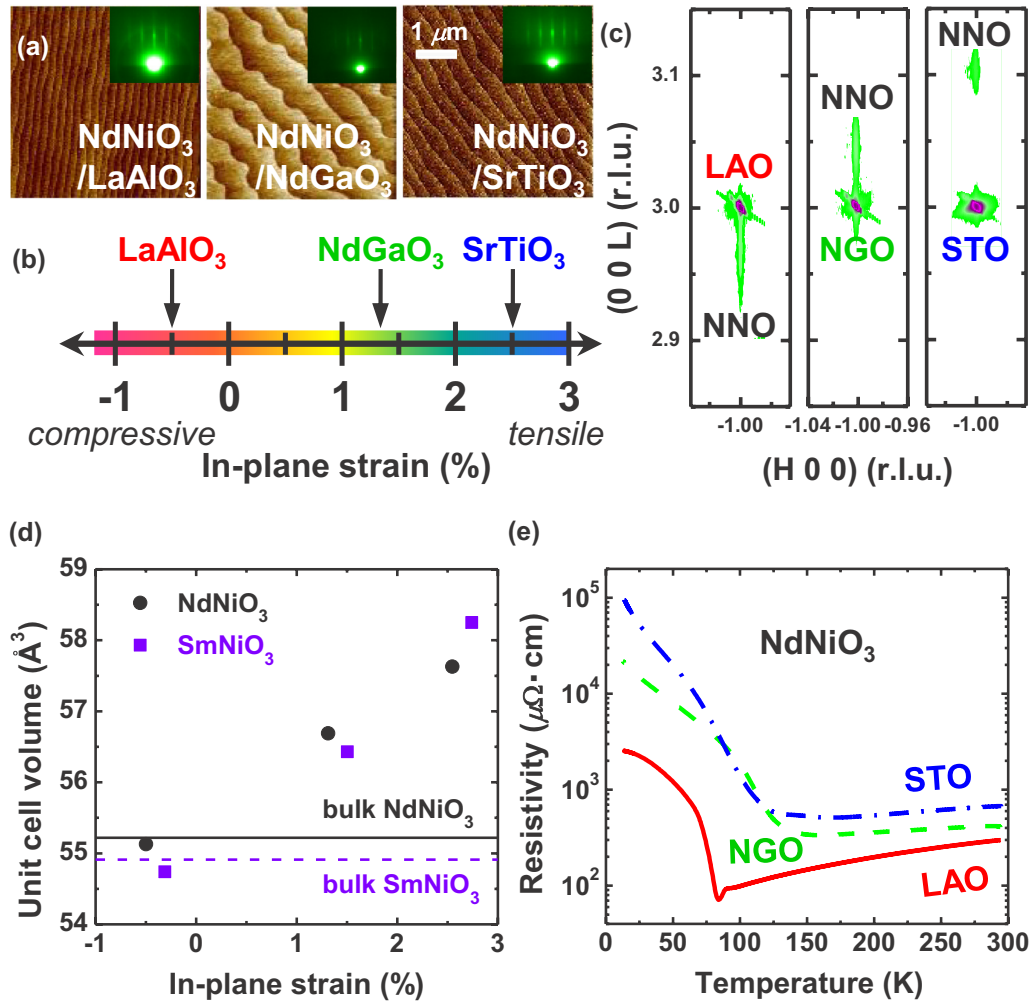 (a)
1 μm
NdNiO₃
/LaAlO₃
NdNiO₃
/NdGaO₃
NdNiO₃
/SrTiO₃
(b)
LaAlO₃
NdGaO₃
SrTiO₃
-1
0
1
2
3
compressive
tensile
In-plane strain (%)
(c)
(0 0 L) (r.l.u.)
3.1
3.0
2.9
LAO
NNO
NNO
NGO
NNO
STO
-1.00
-1.04
-1.00
-0.96
-1.00
(H 0 0) (r.l.u.)
(d)
Unit cell volume (Å³)
59
58
57
56
55
54
NdNiO₃
SmNiO₃
bulk NdNiO₃
bulk SmNiO₃
-1
0
1
2
3
In-plane strain (%)
(e)
Resistivity (μΩ· cm)
10⁵
10⁴
10³
10²
NdNiO₃
STO
NGO
LAO
0
50
100
150
200
250
300
Temperature (K)